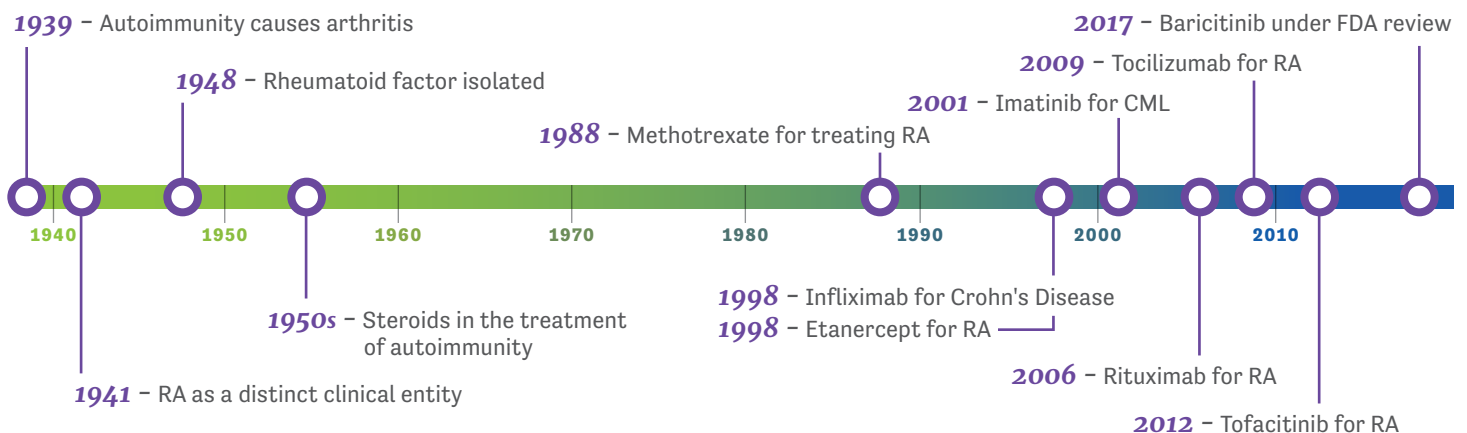 1939 – Autoimmunity causes arthritis
2017 – Baricitinib under FDA review
1948 – Rheumatoid factor isolated
2009 – Tocilizumab for RA
2001 – Imatinib for CML
1988 – Methotrexate for treating RA
1940 1950 1960 1970 1980 1990 2000 2010
1998 – Infliximab for Crohn's Disease
1950s – Steroids in the treatment
of autoimmunity
1998 – Etanercept for RA
2006 – Rituximab for RA
1941 – RA as a distinct clinical entity
2012 – Tofacitinib for RA